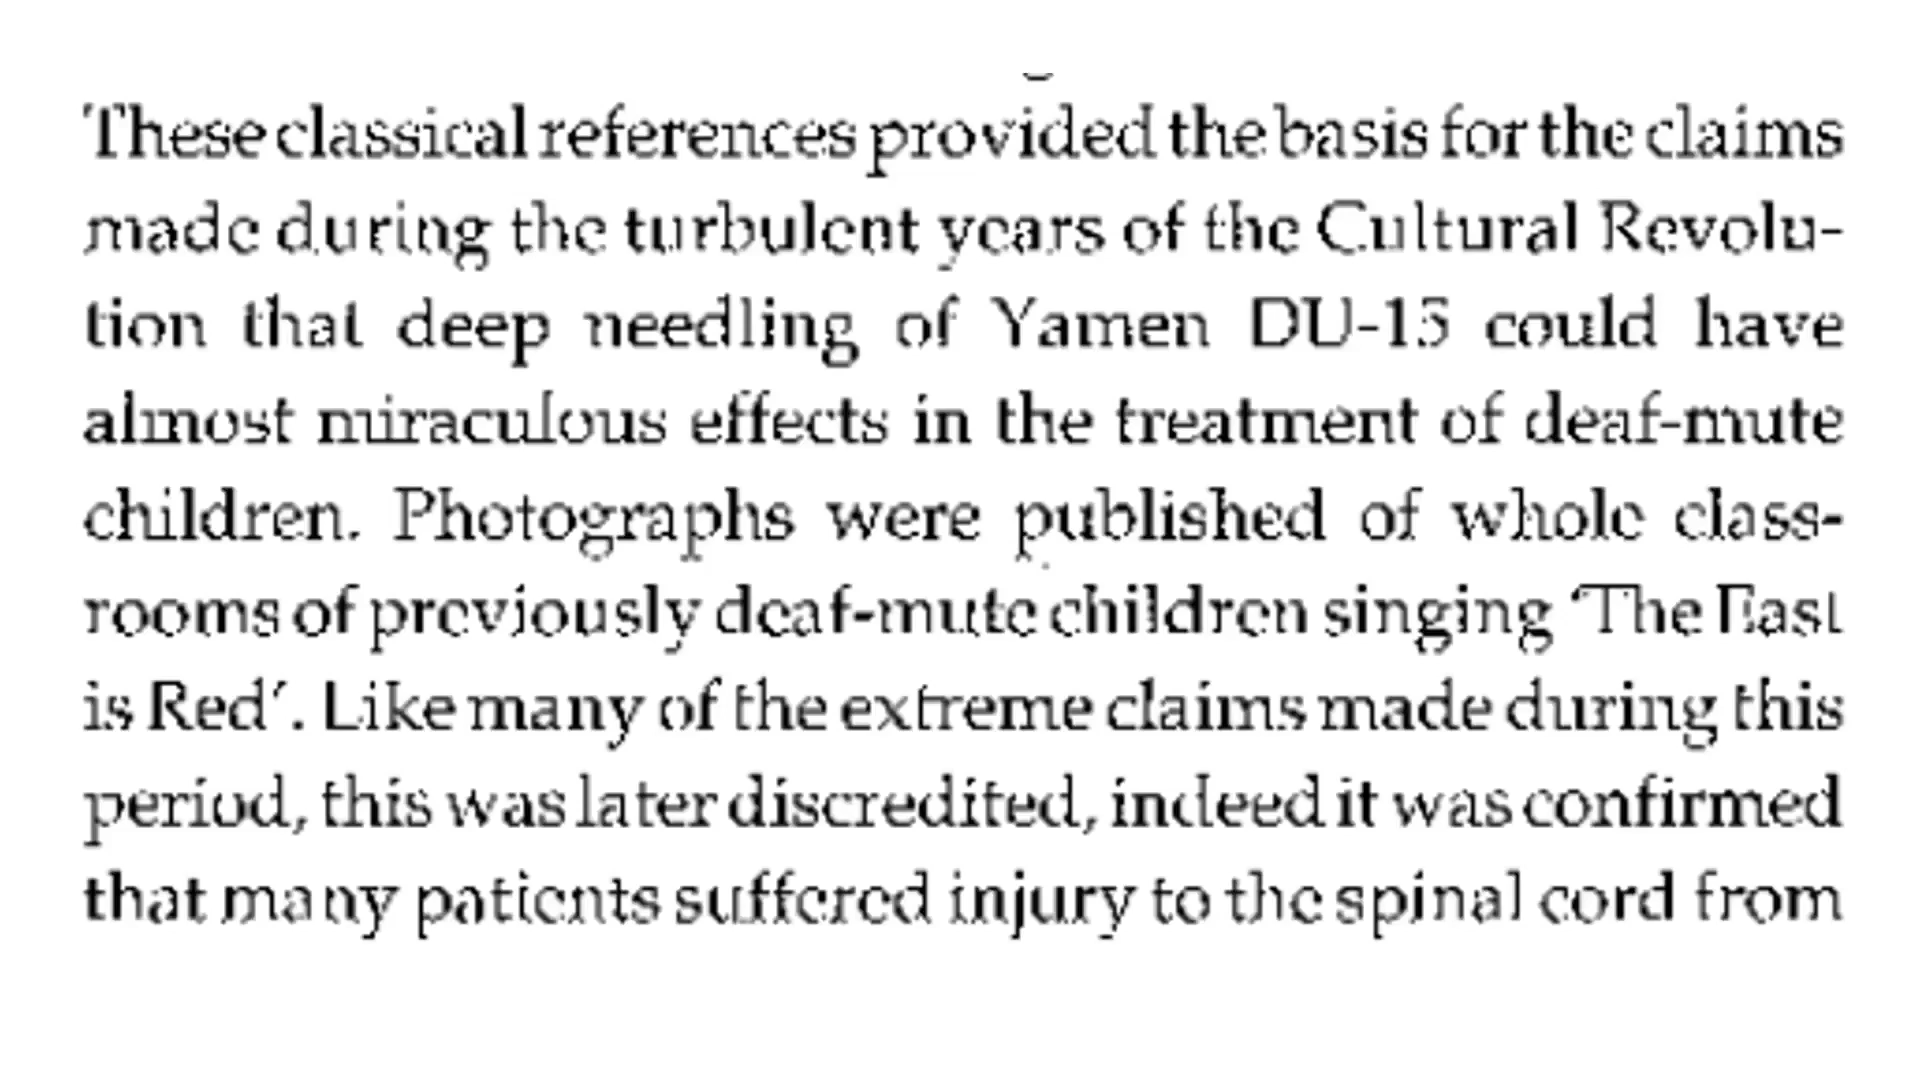 These classical references provided the basis for the claims
made during the turbulent years of the Cultural Revolu-
tion that deep needling of Yamen DU-15 could have
almost miraculous effects in the treatment of deaf-mute
children. Photographs were published of whole class-
rooms of previously deaf-mute children singing ‘The East
is Red’. Like many of the extreme claims made during this
period, this was later discredited, indeed it was confirmed
that many patients suffered injury to the spinal cord from